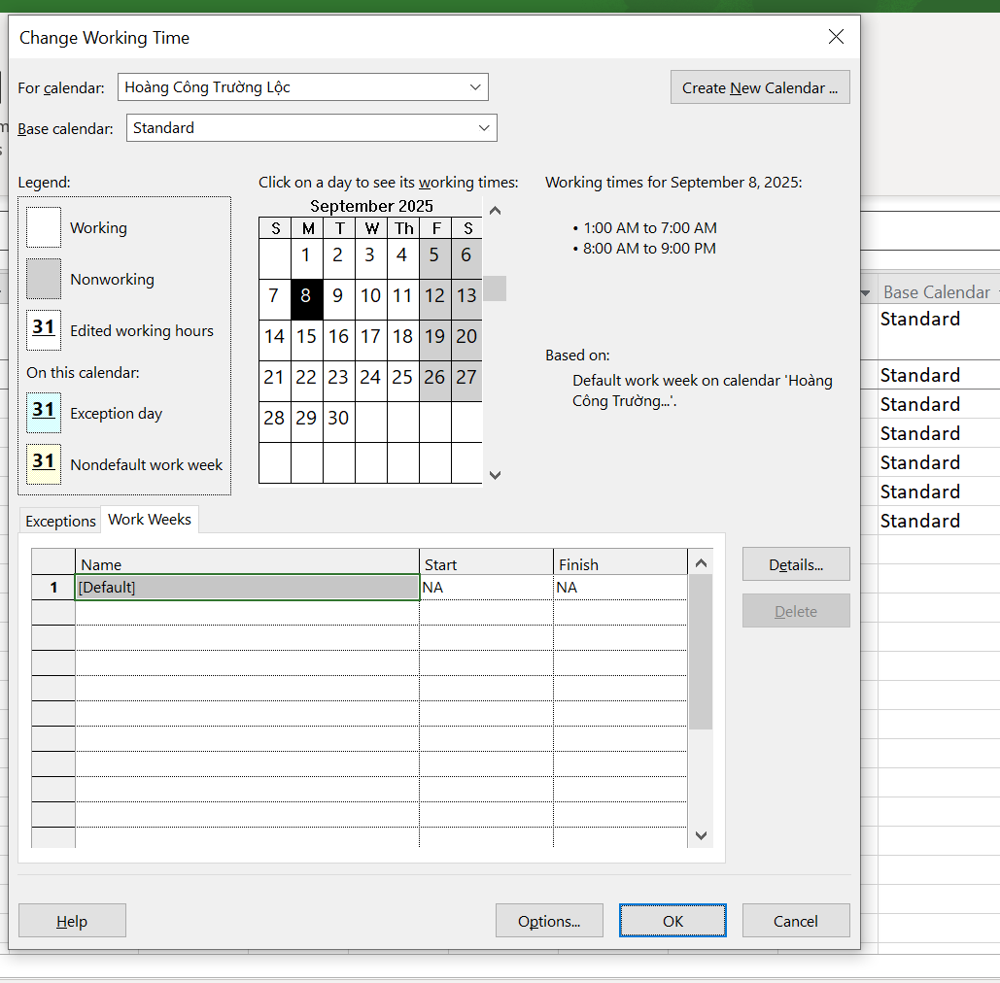 Change Working Time
For calendar: Hoàng Công Trường Lộc
Create New Calendar ...
Base calendar: Standard
Legend:
Working
Nonworking
31 Edited working hours
On this calendar:
31 Exception day
31 Nondefault work week
Click on a day to see its working times:
September 2025
S M T W Th F S
1 2 3 4 5 6
7 8 9 10 11 12 13
14 15 16 17 18 19 20
21 22 23 24 25 26 27
28 29 30
Working times for September 8, 2025:
• 1:00 AM to 7:00 AM
• 8:00 AM to 9:00 PM
Based on:
Default work week on calendar 'Hoàng
Công Trường...'.
Exceptions Work Weeks
Name Start Finish
1 [Default] NA NA
Details...
Delete
Help Options... OK Cancel
Base Calendar
Standard
Standard
Standard
Standard
Standard
Standard
Standard